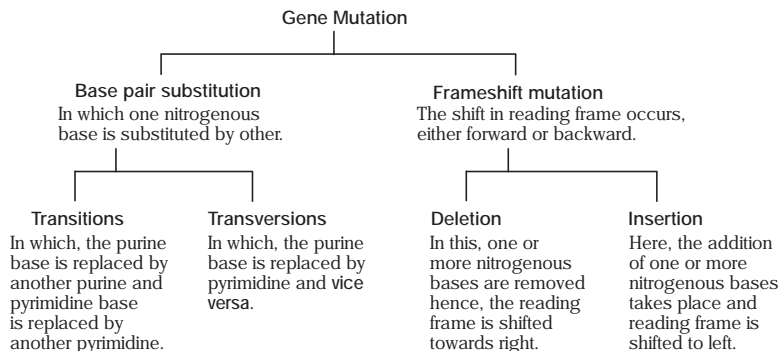 Gene Mutation
Base pair substitution
In which one nitrogenous
base is substituted by other.
Frameshift mutation
The shift in reading frame occurs,
either forward or backward.
Transitions
In which, the purine
base is replaced by
another purine and
pyrimidine base
is replaced by
another pyrimidine.
Transversions
In which, the purine
base is replaced by
pyrimidine and vice
versa.
Deletion
In this, one or
more nitrogenous
bases are removed
hence, the reading
frame is shifted
towards right.
Insertion
Here, the addition
of one or more
nitrogenous bases
takes place and
reading frame is
shifted to left.